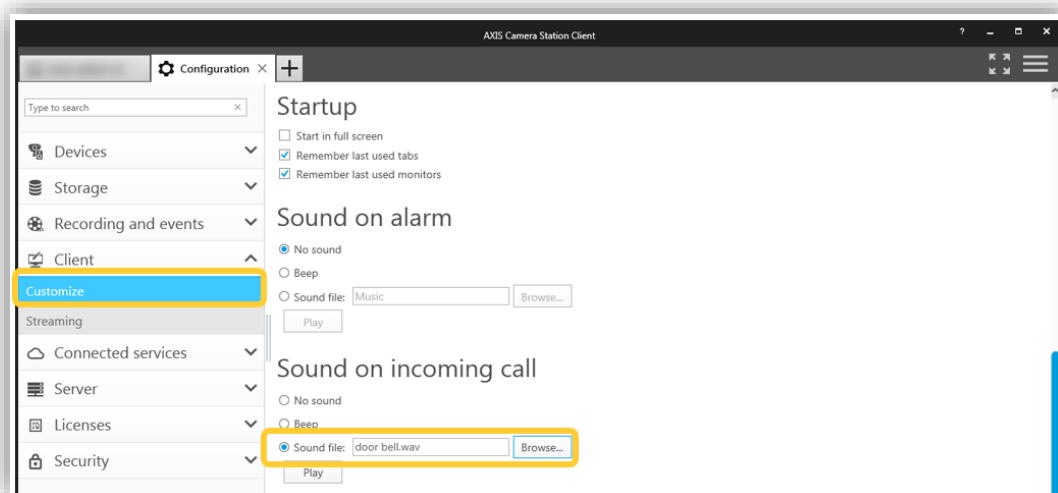 AXIS Camera Station Client
?
Configuration
Type to search
Devices
Storage
Recording and events
Client
Customize
Streaming
Connected services
Server
Licenses
Security
Startup
Start in full screen
Remember last used tabs
Remember last used monitors
Sound on alarm
No sound
Beep
Sound file: Music Browse...
Play
Sound on incoming call
No sound
Beep
Sound file: door bell.wav Browse...
Play